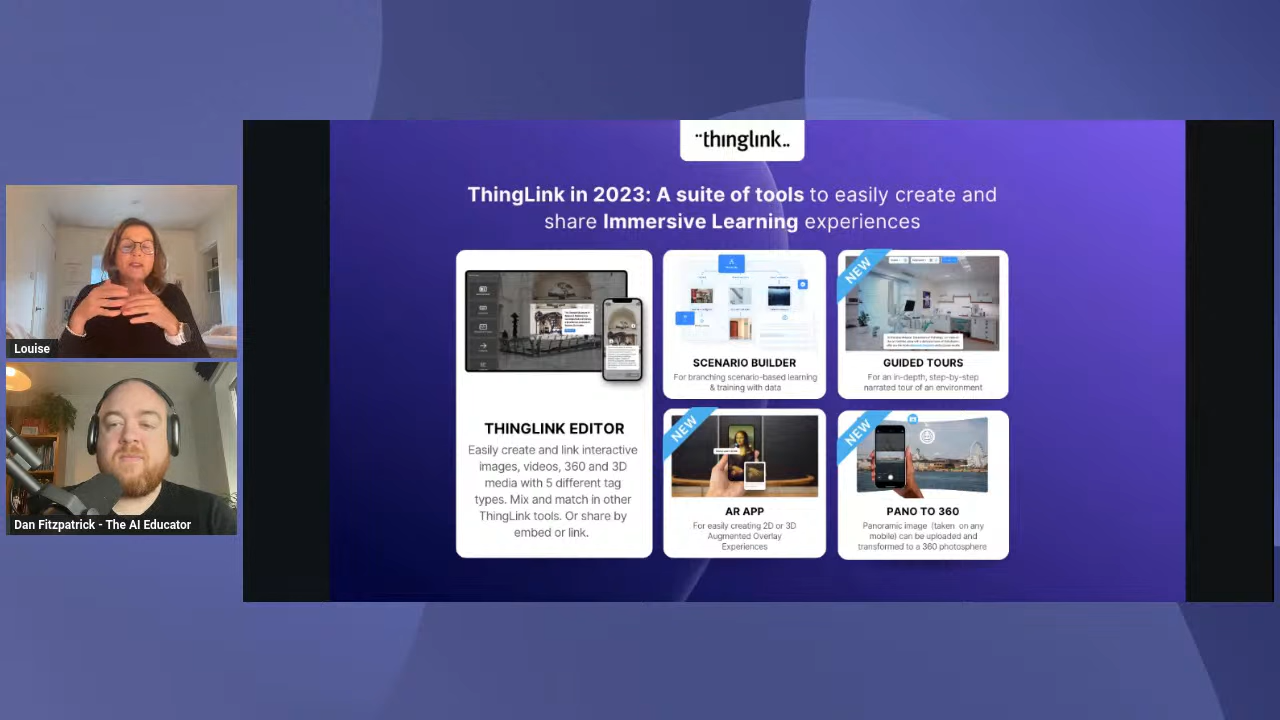 Louise
Dan Fitzpatrick - The AI Educator
¨thinglink..
ThingLink in 2023: A suite of tools to easily create and
share Immersive Learning experiences
THINGLINK EDITOR
Easily create and link interactive
images, videos, 360 and 3D
media with 5 different tag
types. Mix and match in other
ThingLink tools. Or share by
embed or link.
SCENARIO BUILDER
For branching scenario-based learning
& training with data
NEW
GUIDED TOURS
For an in-depth, step-by-step
narrated tour of an environment
NEW
AR APP
For easily creating 2D or 3D
Augmented Overlay
Experiences
NEW
PANO TO 360
Panoramic image (taken on any
mobile) can be uploaded and
transformed to a 360 photosphere